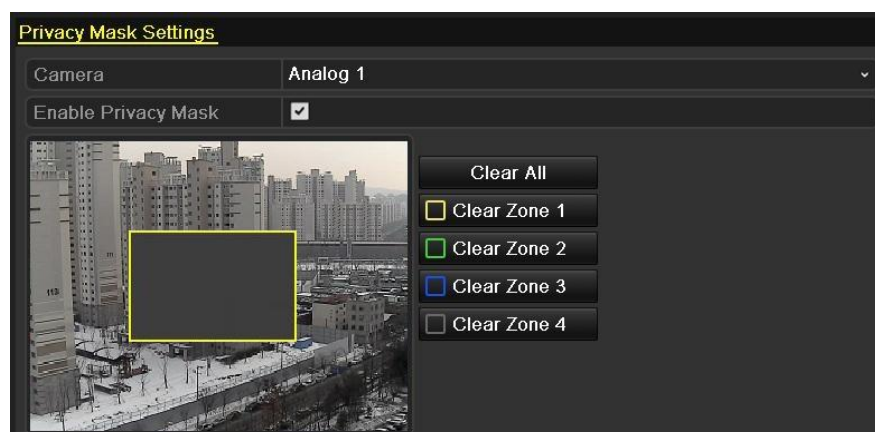 Privacy Mask Settings
Camera
Analog 1
Enable Privacy Mask
Clear All
Clear Zone 1
Clear Zone 2
Clear Zone 3
Clear Zone 4